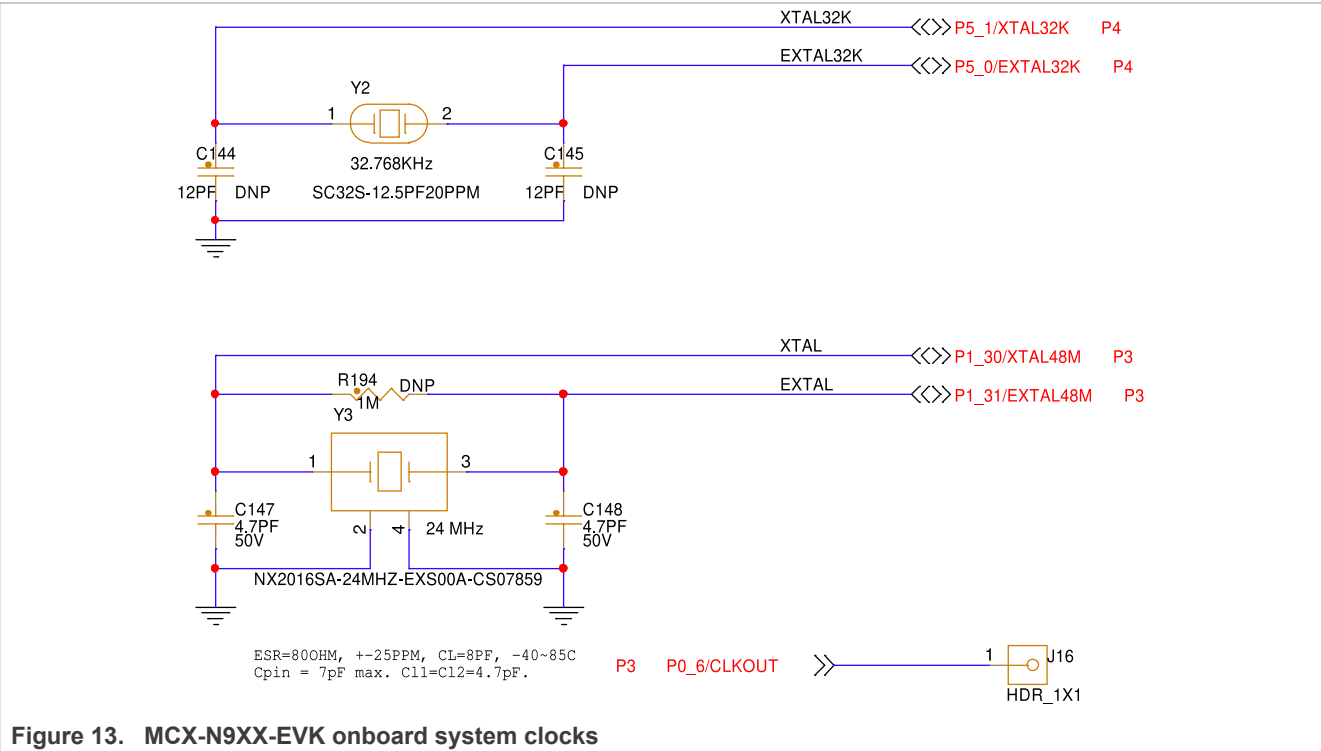 XTAL32K
P5_1/XTAL32K P4
EXTAL32K
P5_0/EXTAL32K P4
Y2
1 2
C144
C145
32.768KHz
12PF DNP
SC32S-12.5PF20PPM
12PF DNP
XTAL
P1_30/XTAL48M P3
R194
DNP
1M
EXTAL
P1_31/EXTAL48M P3
Y3
1 3
C147
4.7PF
50V
C148
4.7PF
50V
2 4 24 MHz
NX2016SA-24MHZ-EXS00A-CS07859
ESR=80OHM, +-25PPM, CL=8PF, -40~85C
Cpin = 7pF max. Cl1=Cl2=4.7pF.
P3 P0_6/CLKOUT
1 J16
HDR_1X1
Figure 13. MCX-N9XX-EVK onboard system clocks